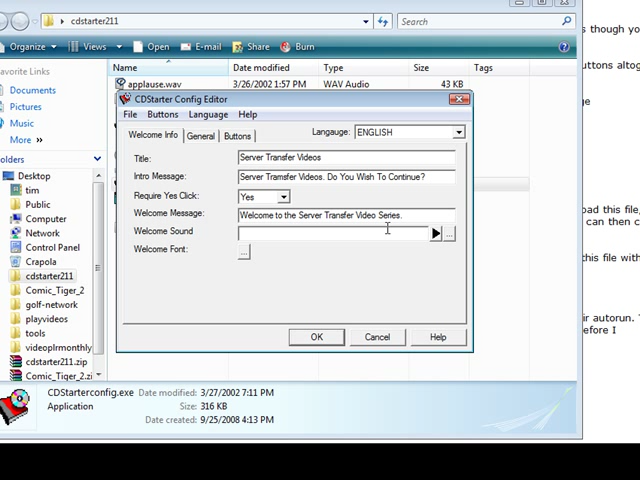 cdstarter211
Search
Organize Views Open E-mail Share Burn
avorite Links
Name Date modified Type Size Tags
Documents
Pictures
Music
More >>
olders
applause.wav 3/26/2002 1:57 PM WAV Audio 43 KB
Desktop
tim
Public
Computer
Network
Control Panel
Crapola
cdstarter211
Comic_Tiger_2
golf-network
playvideos
tools
videoplrmonthly
cdstarter211.zip
Comic_Tiger_2.zi
CDStarter Config Editor
File Buttons Language Help
Welcome Info General Buttons
Langauge: ENGLISH
Title: Server Transfer Videos
Intro Message: Server Tramsfer Videos. Do You Wish To Continue?
Require Yes Click: Yes
Welcome Message: Welcome to the Server Transfer Video Series.
Welcome Sound ...
Welcome Font: ...
OK Cancel Help
CDStarterconfig.exe Date modified: 3/27/2002 7:11 PM
Application Size: 316 KB
Date created: 9/25/2008 4:13 PM
s though yo
uttons altog
ge
oad this file,
can then c
this file with
ir autorun.
efore I